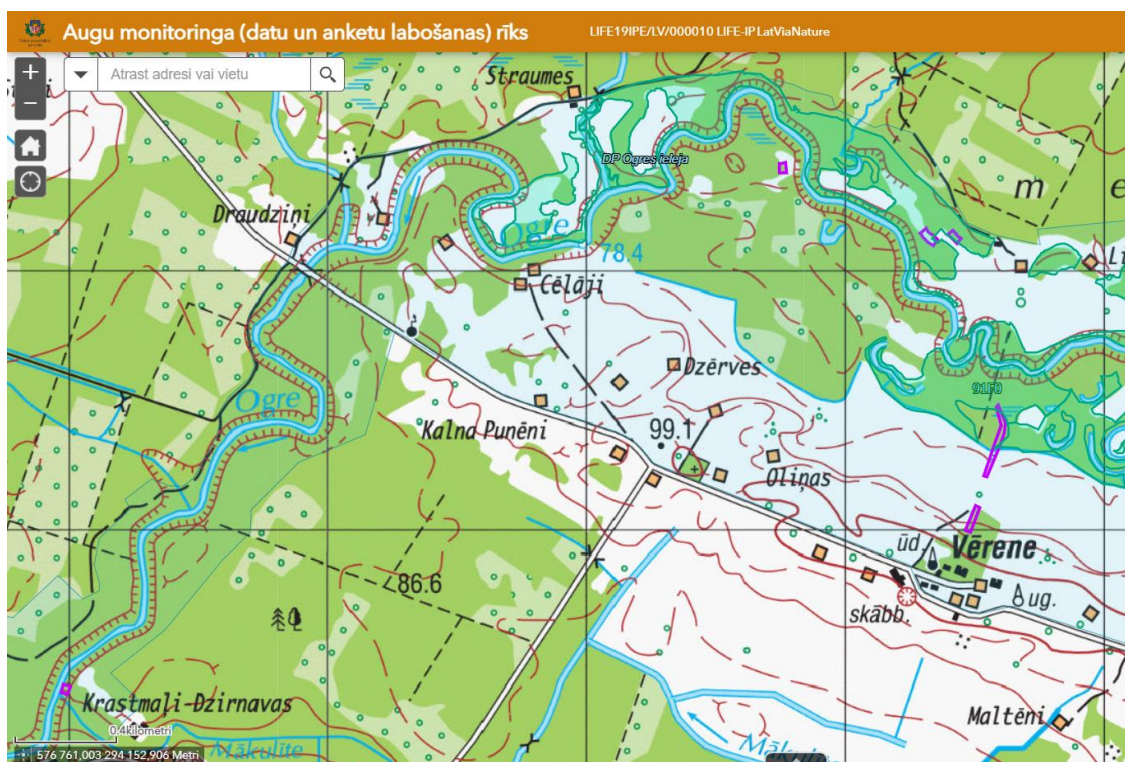 Augu monitoringa (datu un anketu labošanas) rīks
LIFE19IPE/LV/000010 LIFE-IP LatViaNature
+
Atrast adresi vai vietu
−
Straumes
8
DP Ogres ieleja
m e
Draudziņi
Ogre
78.4
Li
Cēlāji
Dzērves
91F0
Ogre
Kalna Punēni
99.1
Oliņas
ūd.
Vērene
86.6
ug.
skābb.
Krastmaļi-Dzirnavas
Maltēni
0.4kilometri
Mākulīte
576 761,003 294 152,906 Metri